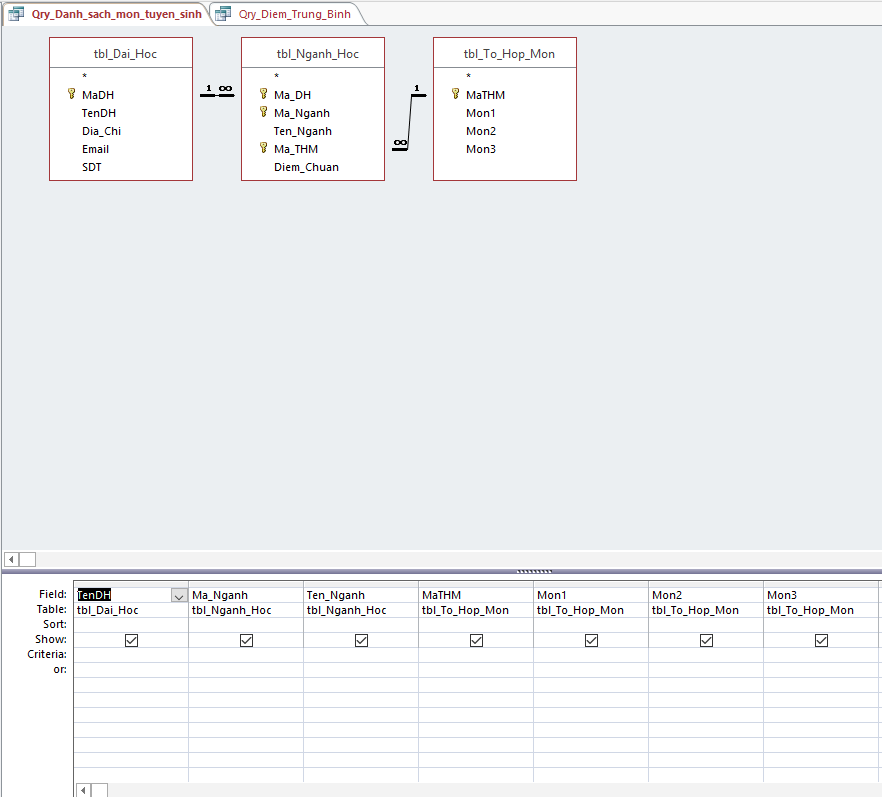 Qry_Danh_sach_mon_tuyen_sinh Qry_Diem_Trung_Binh
tbl_Dai_Hoc
*
MaDH
TenDH
Dia_Chi
Email
SDT
1 ∞
tbl_Nganh_Hoc
*
Ma_DH
Ma_Nganh
Ten_Nganh
Ma_THM
Diem_Chuan
1
∞
tbl_To_Hop_Mon
*
MaTHM
Mon1
Mon2
Mon3
Field: TenDH Ma_Nganh Ten_Nganh MaTHM Mon1 Mon2 Mon3
Table: tbl_Dai_Hoc tbl_Nganh_Hoc tbl_Nganh_Hoc tbl_To_Hop_Mon tbl_To_Hop_Mon tbl_To_Hop_Mon tbl_To_Hop_Mon
Sort:
Show:
Criteria:
or: